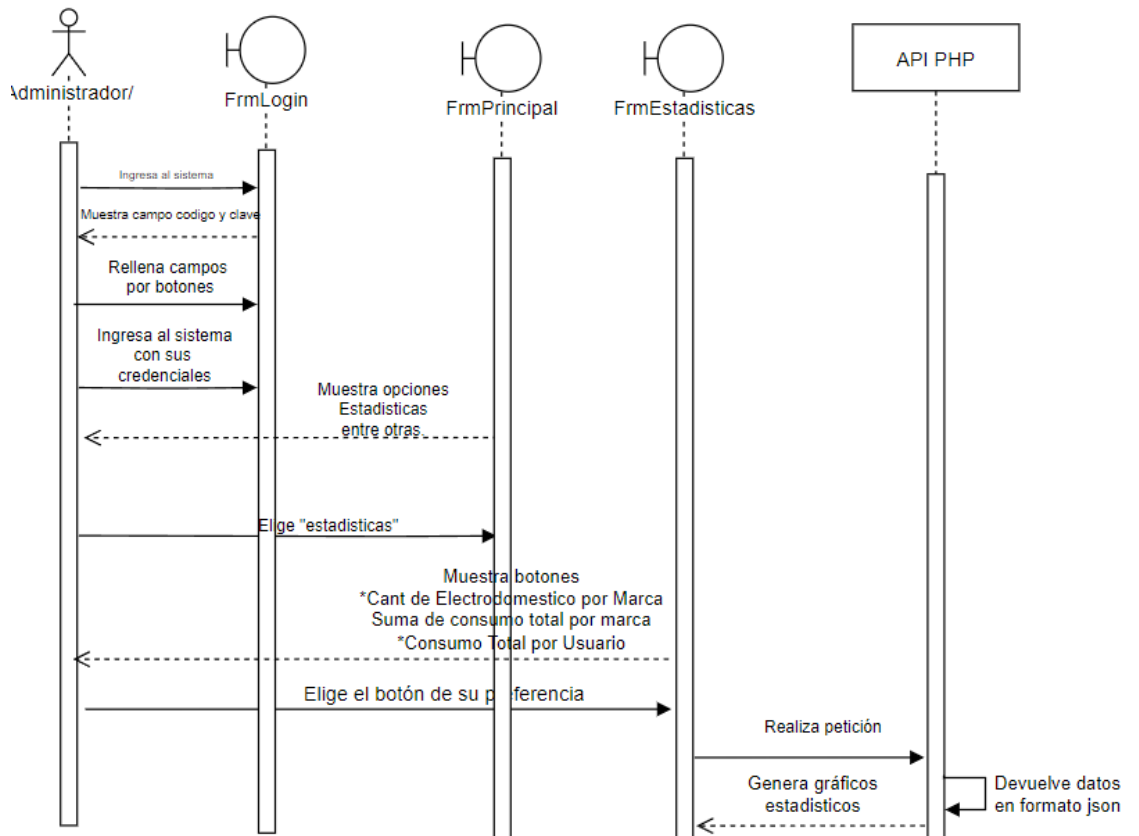 Administrador/
FrmLogin
FrmPrincipal
FrmEstadisticas
API PHP
Ingresa al sistema
Muestra campo codigo y clave
Rellena campos
por botones
Ingresa al sistema
con sus
credenciales
Muestra opciones
Estadisticas
entre otras.
Elige "estadisticas"
Muestra botones
*Cant de Electrodomestico por Marca
Suma de consumo total por marca
*Consumo Total por Usuario
Elige el botón de su preferencia
Realiza petición
Devuelve datos
en formato json
Genera gráficos
estadisticos